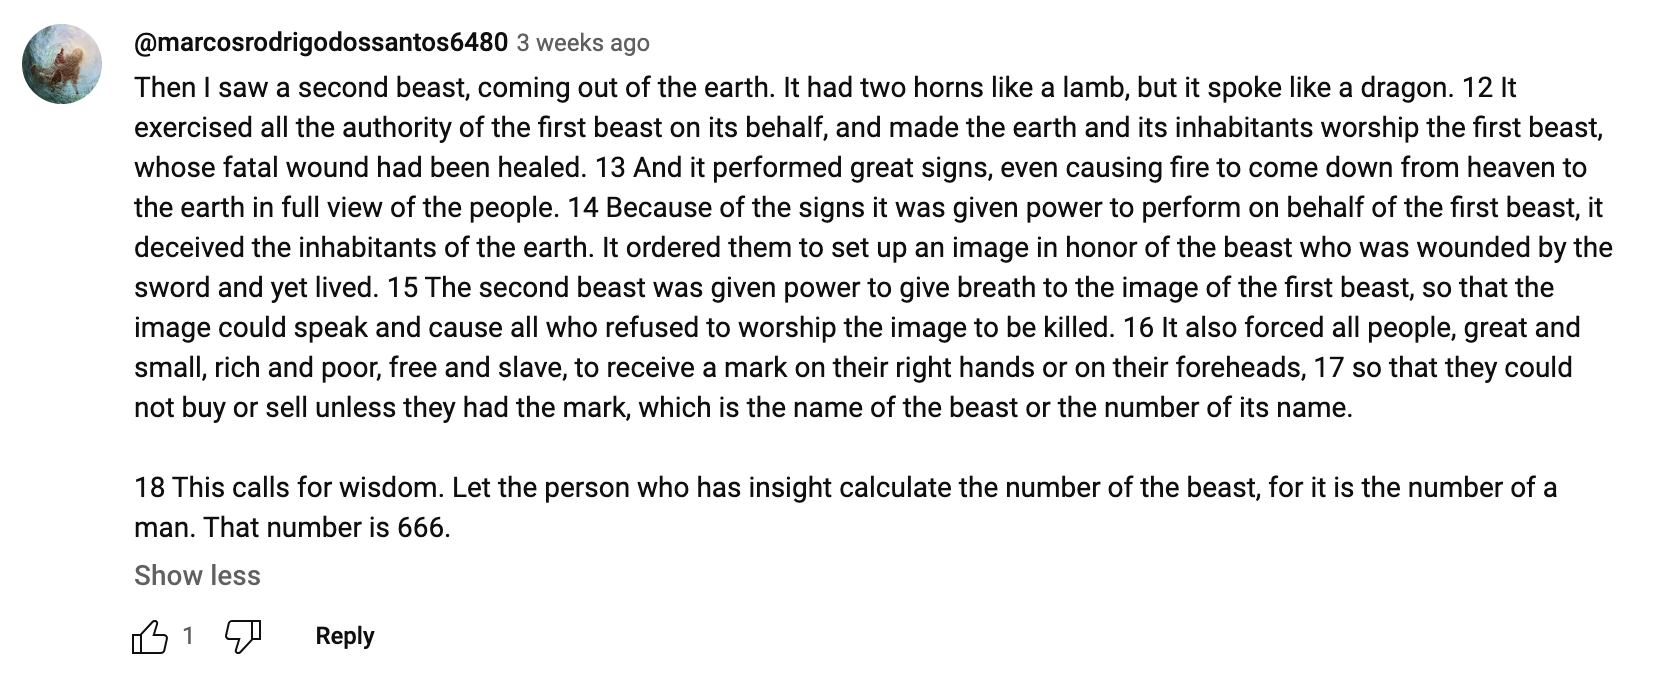 @marcosrodrigodossantos6480 3 weeks ago
Then I saw a second beast, coming out of the earth. It had two horns like a lamb, but it spoke like a dragon. 12 It
exercised all the authority of the first beast on its behalf, and made the earth and its inhabitants worship the first beast,
whose fatal wound had been healed. 13 And it performed great signs, even causing fire to come down from heaven to
the earth in full view of the people. 14 Because of the signs it was given power to perform on behalf of the first beast, it
deceived the inhabitants of the earth. It ordered them to set up an image in honor of the beast who was wounded by the
sword and yet lived. 15 The second beast was given power to give breath to the image of the first beast, so that the
image could speak and cause all who refused to worship the image to be killed. 16 It also forced all people, great and
small, rich and poor, free and slave, to receive a mark on their right hands or on their foreheads, 17 so that they could
not buy or sell unless they had the mark, which is the name of the beast or the number of its name.
18 This calls for wisdom. Let the person who has insight calculate the number of the beast, for it is the number of a
man. That number is 666.
Show less
1 Reply